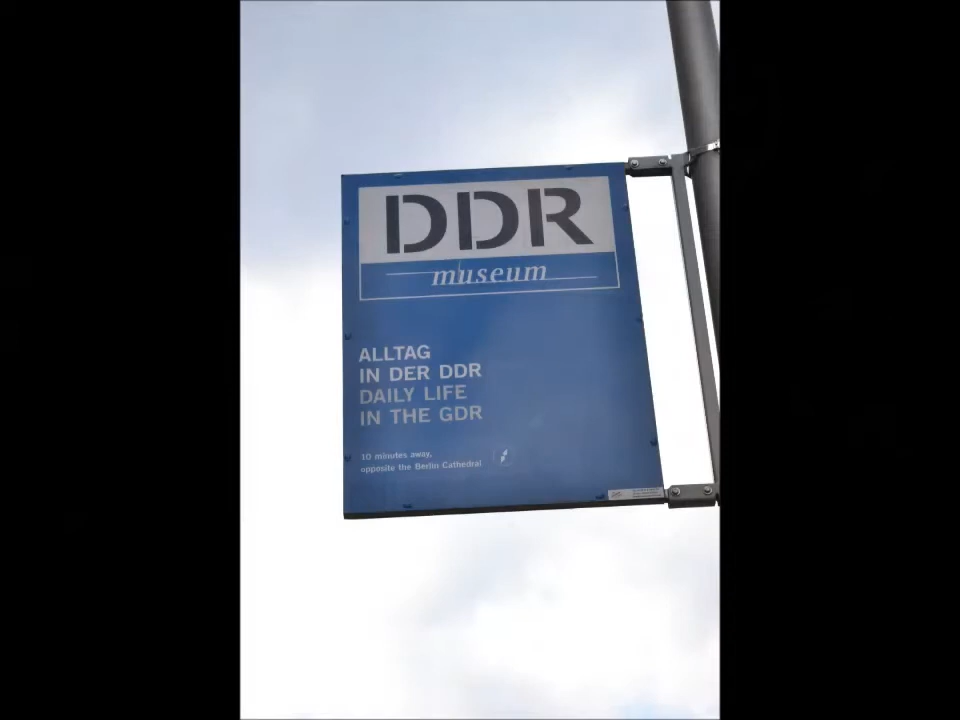 DDR
museum
ALLTAG
IN DER DDR
DAILY LIFE
IN THE GDR
10 minutes away,
opposite the Berlin Cathedral